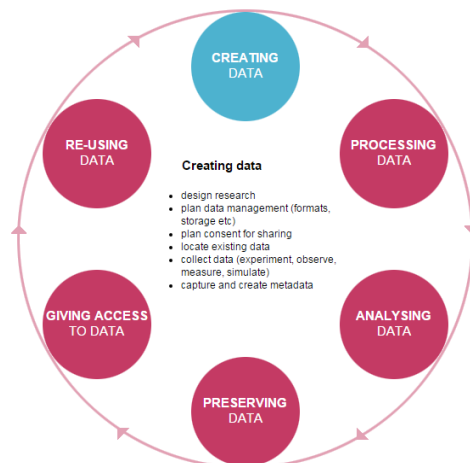 CREATING
DATA
PROCESSING
DATA
ANALYSING
DATA
PRESERVING
DATA
GIVING ACCESS
TO DATA
RE-USING
DATA
Creating data
• design research
• plan data management (formats,
storage etc)
• plan consent for sharing
• locate existing data
• collect data (experiment, observe,
measure, simulate)
• capture and create metadata